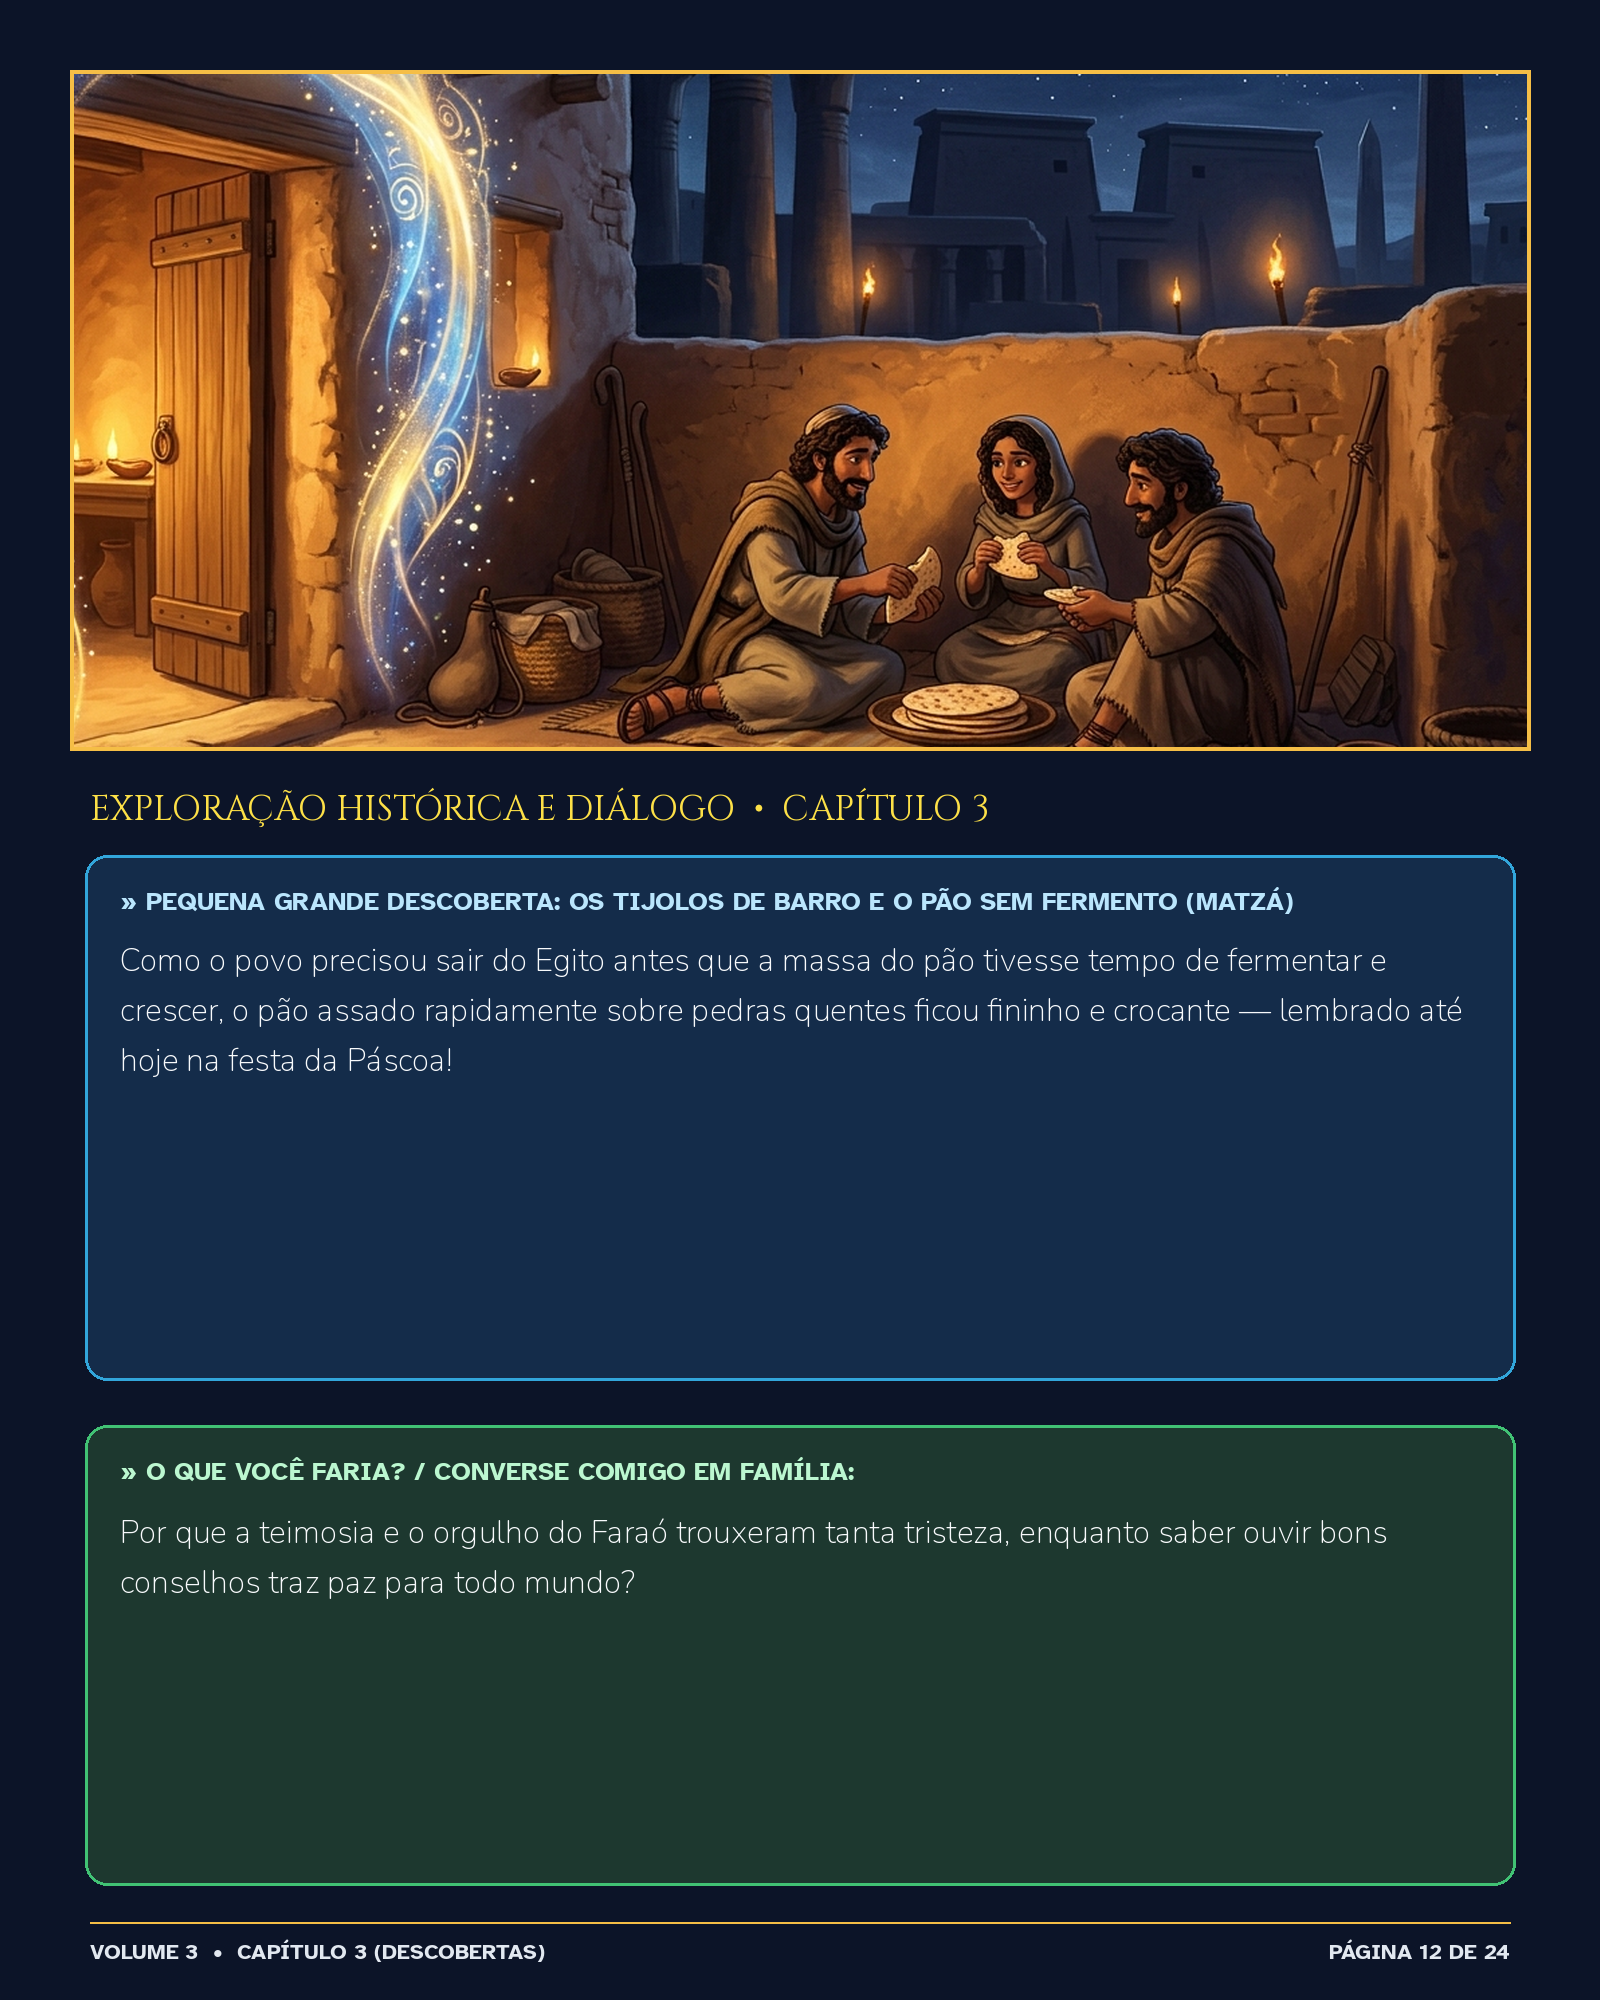 EXPLORAÇÃO HISTÓRICA E DIÁLOGO • CAPÍTULO 3
» PEQUENA GRANDE DESCOBERTA: OS TIJOLOS DE BARRO E O PÃO SEM FERMENTO (MATZÁ)
Como o povo precisou sair do Egito antes que a massa do pão tivesse tempo de fermentar e
crescer, o pão assado rapidamente sobre pedras quentes ficou fininho e crocante — lembrado até
hoje na festa da Páscoa!
» O QUE VOCÊ FARIA? / CONVERSE COMIGO EM FAMÍLIA:
Por que a teimosia e o orgulho do Faraó trouxeram tanta tristeza, enquanto saber ouvir bons
conselhos traz paz para todo mundo?
VOLUME 3 • CAPÍTULO 3 (DESCOBERTAS)
PÁGINA 12 DE 24